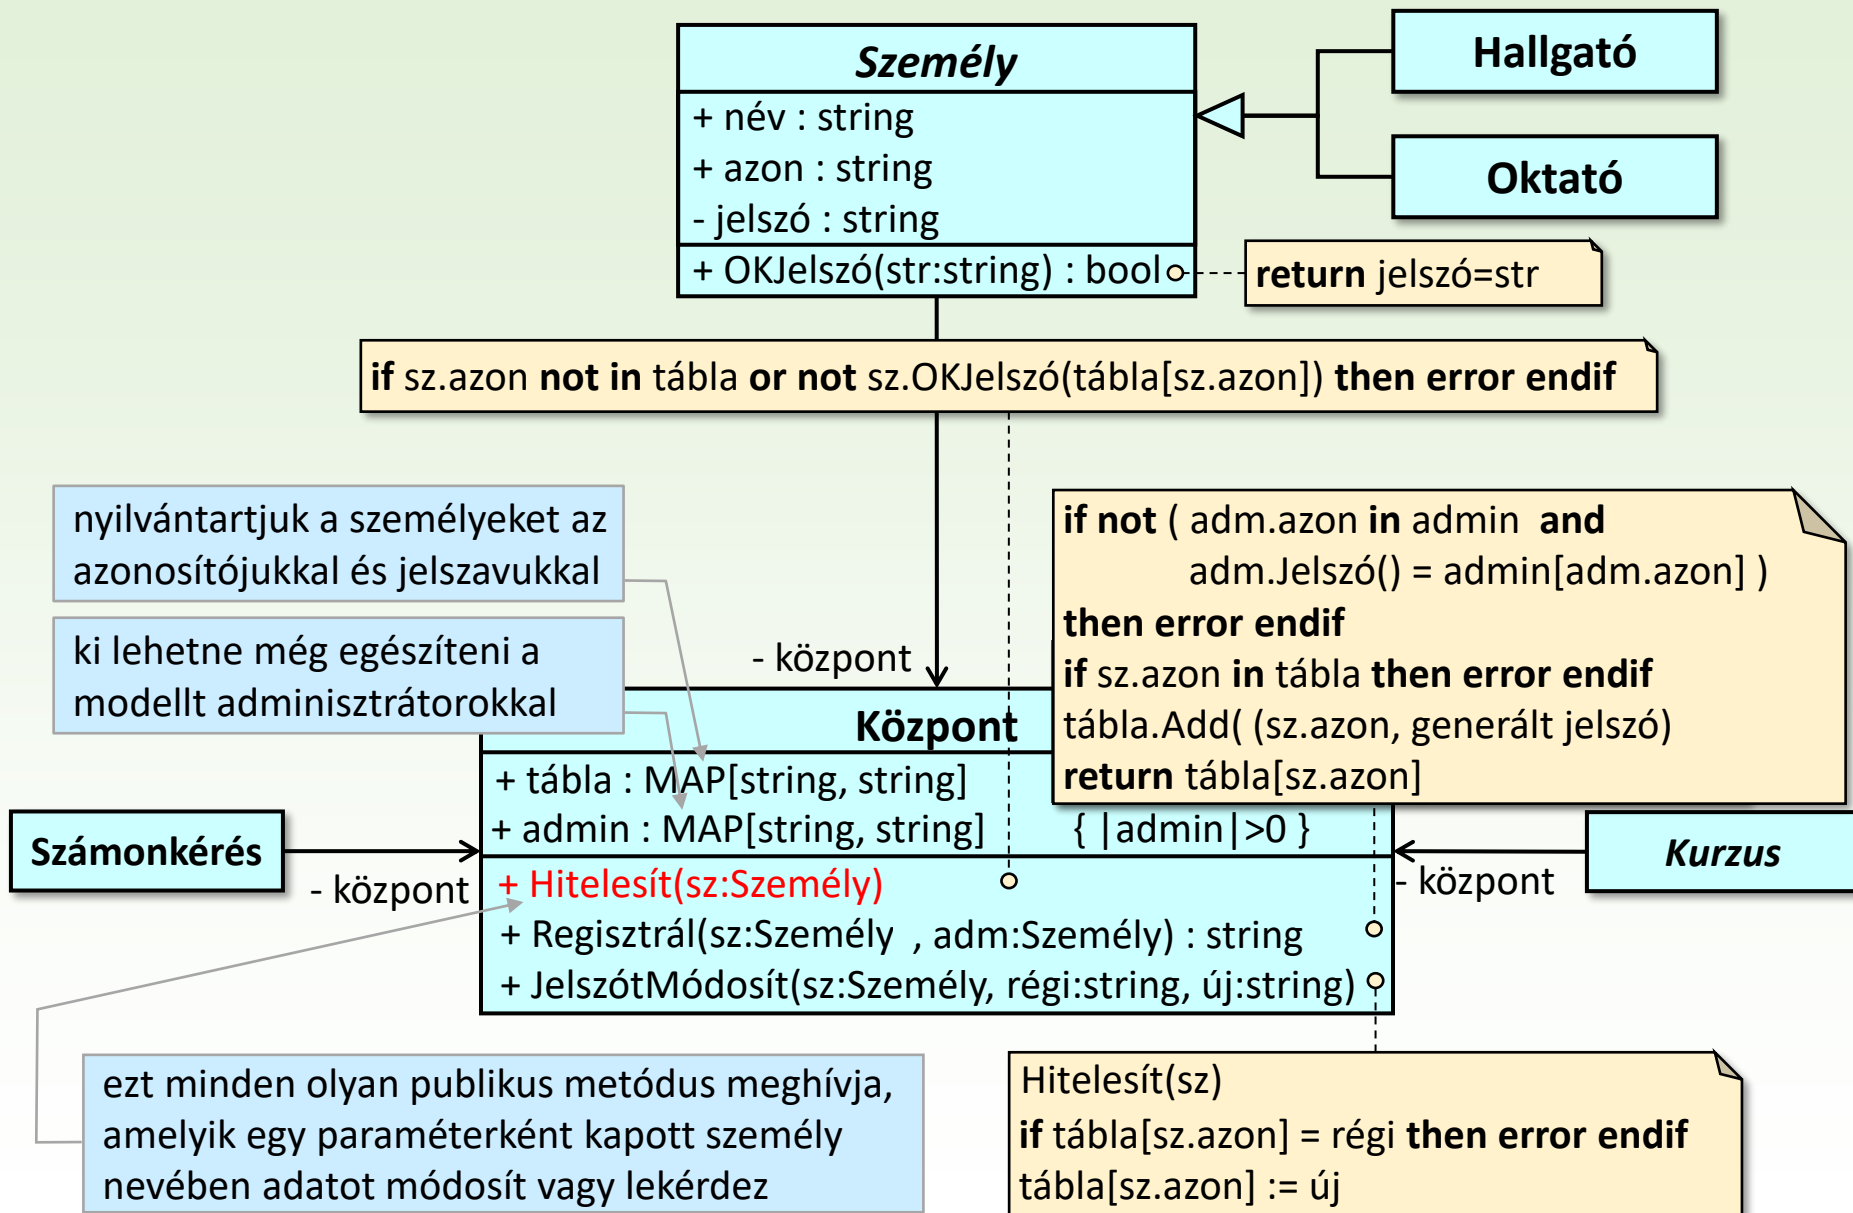 Személy
+ név : string
+ azon : string
- jelszó : string
+ OKJelszó(str:string) : bool
Hallgató
Oktató
return jelszó=str
if sz.azon not in tábla or not sz.OKJelszó(tábla[sz.azon]) then error endif
nyilvántartjuk a személyeket az
azonosítójukkal és jelszavukkal
ki lehetne még egészíteni a
modellt adminisztrátorokkal
if not ( adm.azon in admin and
adm.Jelszó() = admin[adm.azon] )
then error endif
if sz.azon in tábla then error endif
tábla.Add( (sz.azon, generált jelszó)
return tábla[sz.azon]
- központ
Központ
+ tábla : MAP[string, string]
+ admin : MAP[string, string] { |admin|>0 }
+ Hitelesít(sz:Személy)
+ Regisztrál(sz:Személy , adm:Személy) : string
+ JelszótMódosít(sz:Személy, régi:string, új:string)
Számonkérés
- központ
Kurzus
- központ
ezt minden olyan publikus metódus meghívja,
amelyik egy paraméterként kapott személy
nevében adatot módosít vagy lekérdez
Hitelesít(sz)
if tábla[sz.azon] = régi then error endif
tábla[sz.azon] := új